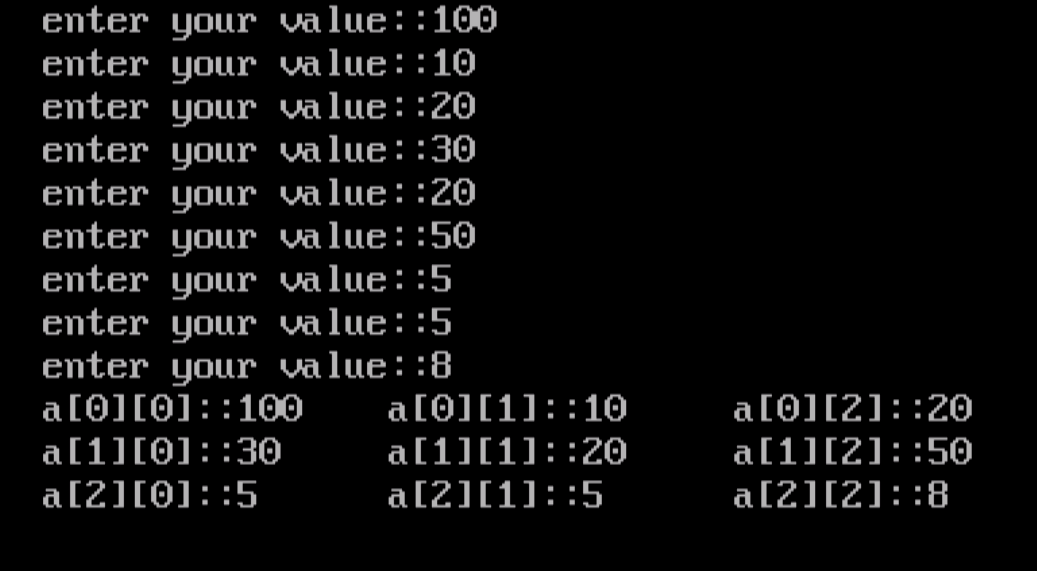 enter your value::100
enter your value::10
enter your value::20
enter your value::30
enter your value::20
enter your value::50
enter your value::5
enter your value::5
enter your value::8
a[0][0]::100    a[0][1]::10     a[0][2]::20
a[1][0]::30     a[1][1]::20     a[1][2]::50
a[2][0]::5      a[2][1]::5      a[2][2]::8